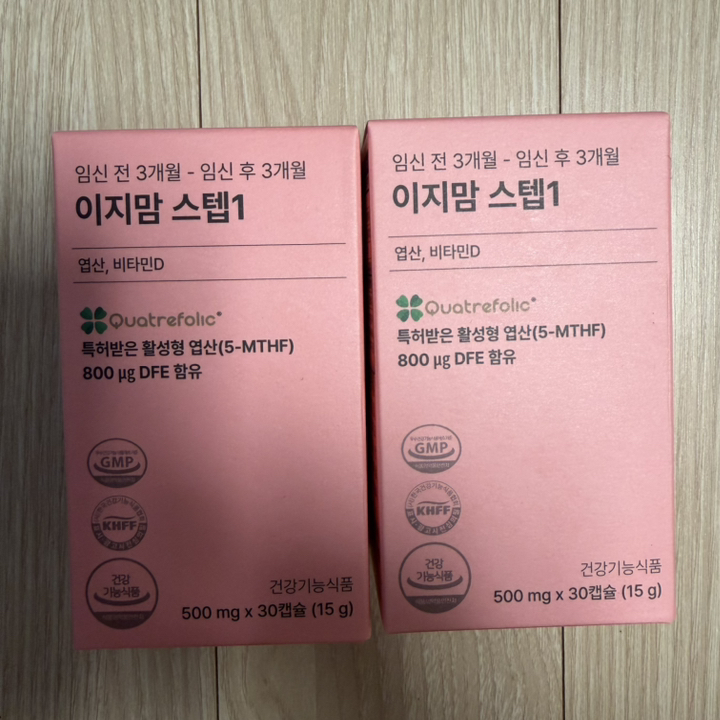 임신 전 3개월 - 임신 후 3개월
이지맘 스텝1
엽산, 비타민D
Quatrefolic®
특허받은 활성형 엽산(5-MTHF)
800 μg DFE 함유
GMP
KHFF
건강
기능식품
건강기능식품
500 mg x 30캡슐 (15 g)
임신 전 3개월 - 임신 후 3개월
이지맘 스텝1
엽산, 비타민D
Quatrefolic®
특허받은 활성형 엽산(5-MTHF)
800 μg DFE 함유
GMP
KHFF
건강
기능식품
건강기능식품
500 mg x 30캡슐 (15 g)